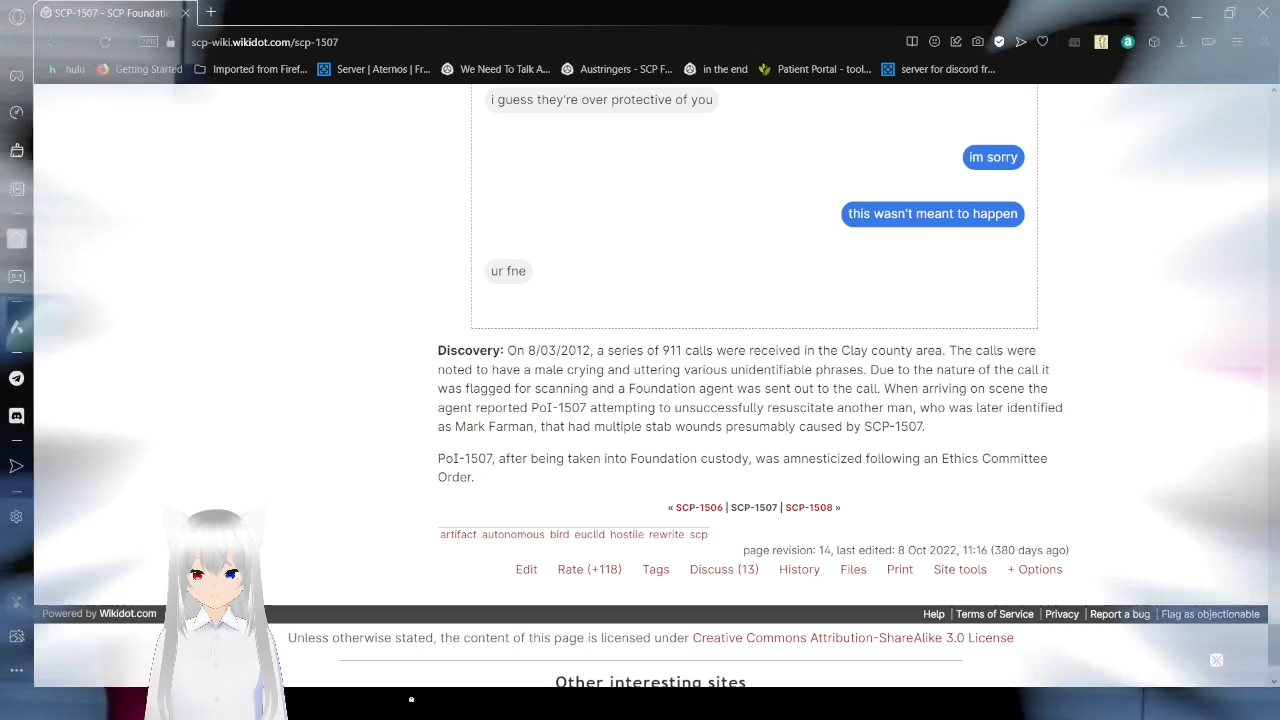 SCP-1507 - SCP Foundatio
scp-wiki.wikidot.com/scp-1507
hulu Getting Started Imported from Firef... Server | Aternos | Fr... We Need To Talk A... Austringers - SCP F... in the end Patient Portal - tool... server for discord fr...
i guess they're over protective of you
im sorry
this wasn't meant to happen
ur fne
Discovery: On 8/03/2012, a series of 911 calls were received in the Clay county area. The calls were
noted to have a male crying and uttering various unidentifiable phrases. Due to the nature of the call it
was flagged for scanning and a Foundation agent was sent out to the call. When arriving on scene the
agent reported PoI-1507 attempting to unsuccessfully resuscitate another man, who was later identified
as Mark Farman, that had multiple stab wounds presumably caused by SCP-1507.
PoI-1507, after being taken into Foundation custody, was amnesticized following an Ethics Committee
Order.
« SCP-1506 | SCP-1507 | SCP-1508 »
artifact autonomous bird euclid hostile rewrite scp
page revision: 14, last edited: 8 Oct 2022, 11:16 (380 days ago)
Edit Rate (+118) Tags Discuss (13) History Files Print Site tools + Options
Powered by Wikidot.com
Help | Terms of Service | Privacy | Report a bug | Flag as objectionable
Unless otherwise stated, the content of this page is licensed under Creative Commons Attribution-ShareAlike 3.0 License
Other interesting sites